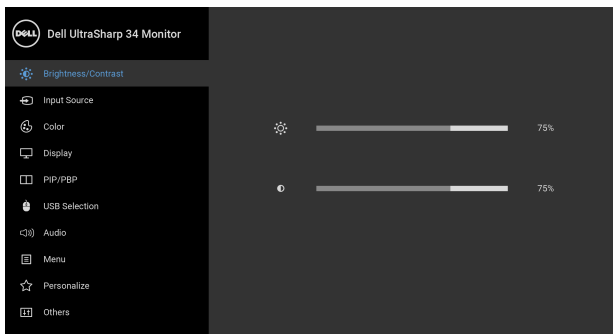 DELL Dell UltraSharp 34 Monitor
Brightness/Contrast
Input Source
Color
75%
Display
PIP/PBP
75%
USB Selection
Audio
Menu
Personalize
Others